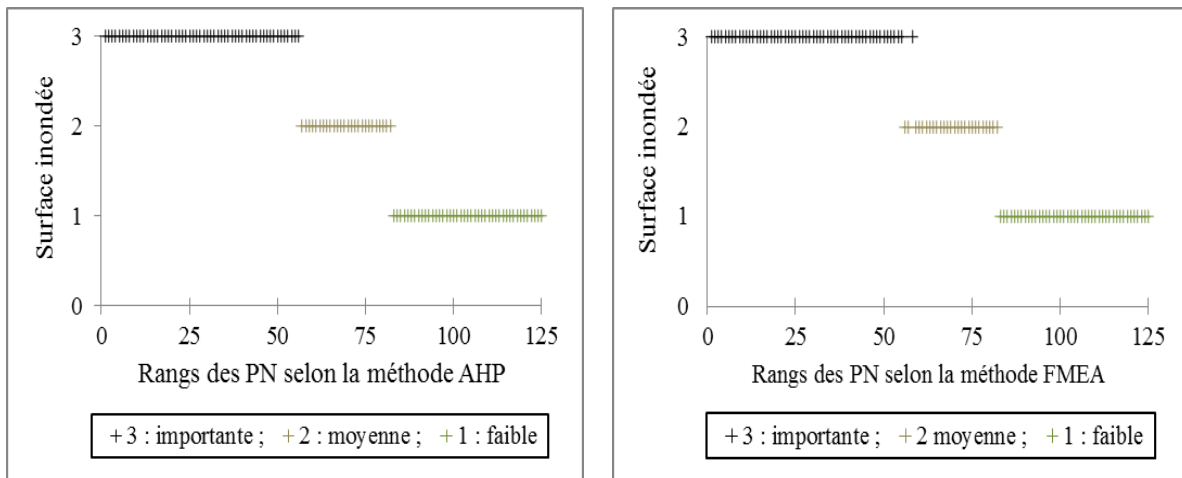 3
2
1
0
Surface inondée
0 25 50 75 100 125
Rangs des PN selon la méthode AHP
+ 3 : importante ; + 2 : moyenne ; + 1 : faible
3
2
1
0
Surface inondée
0 25 50 75 100 125
Rangs des PN selon la méthode FMEA
+ 3 : importante ; + 2 moyenne ; + 1 : faible